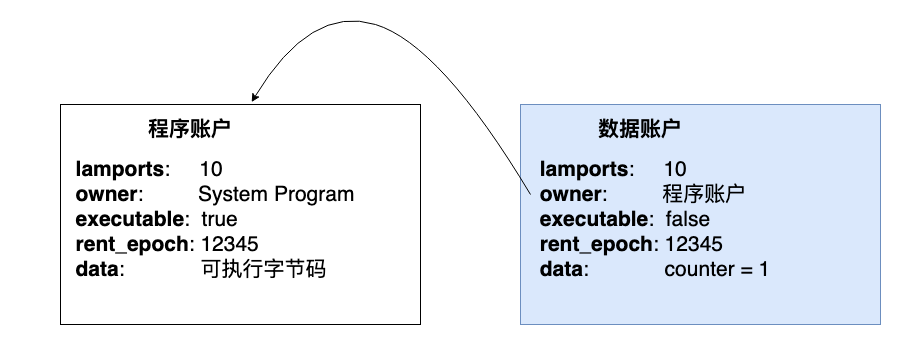 程序账户
lamports: 10
owner: System Program
executable: true
rent_epoch: 12345
data: 可执行字节码
数据账户
lamports: 10
owner: 程序账户
executable: false
rent_epoch: 12345
data: counter = 1